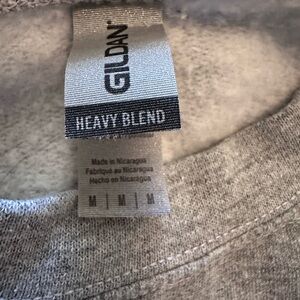 GILDAN®
HEAVY BLEND
Made in Nicaragua
Fabriqué au Nicaragua
Hecho en Nicaragua
M | M | M